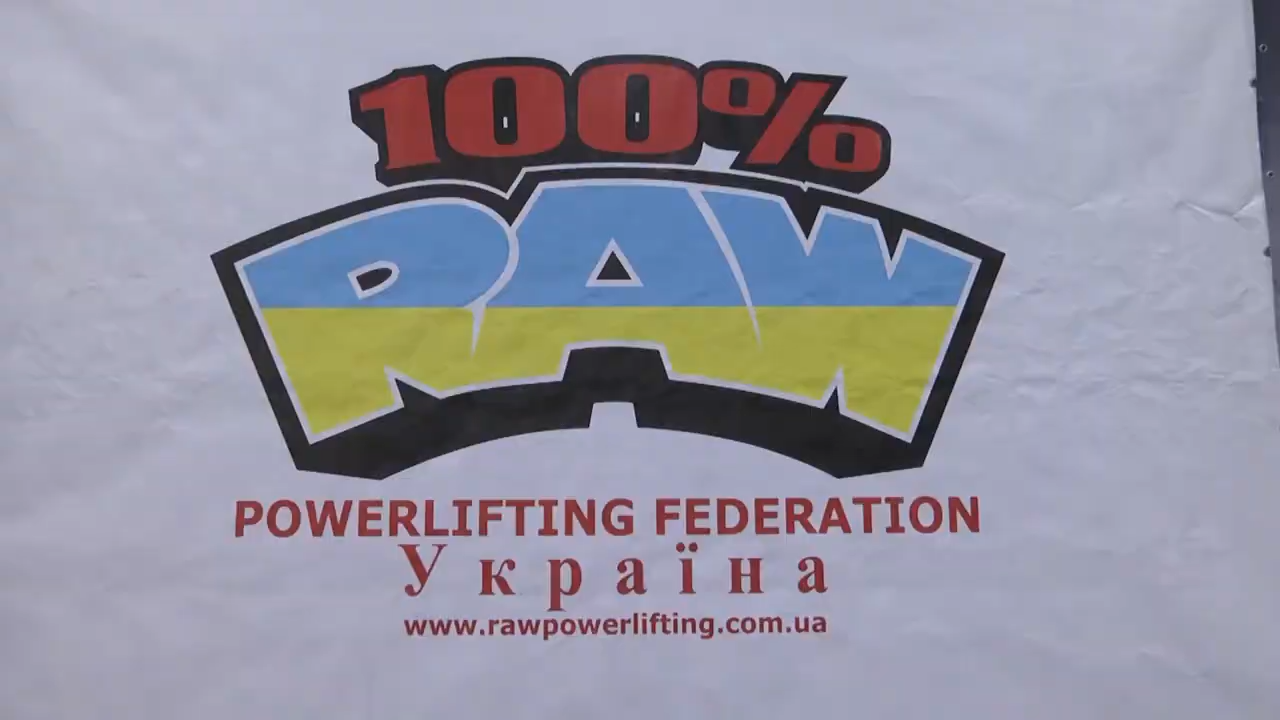 100%
RAW
POWERLIFTING FEDERATION
Україна
www.rawpowerlifting.com.ua